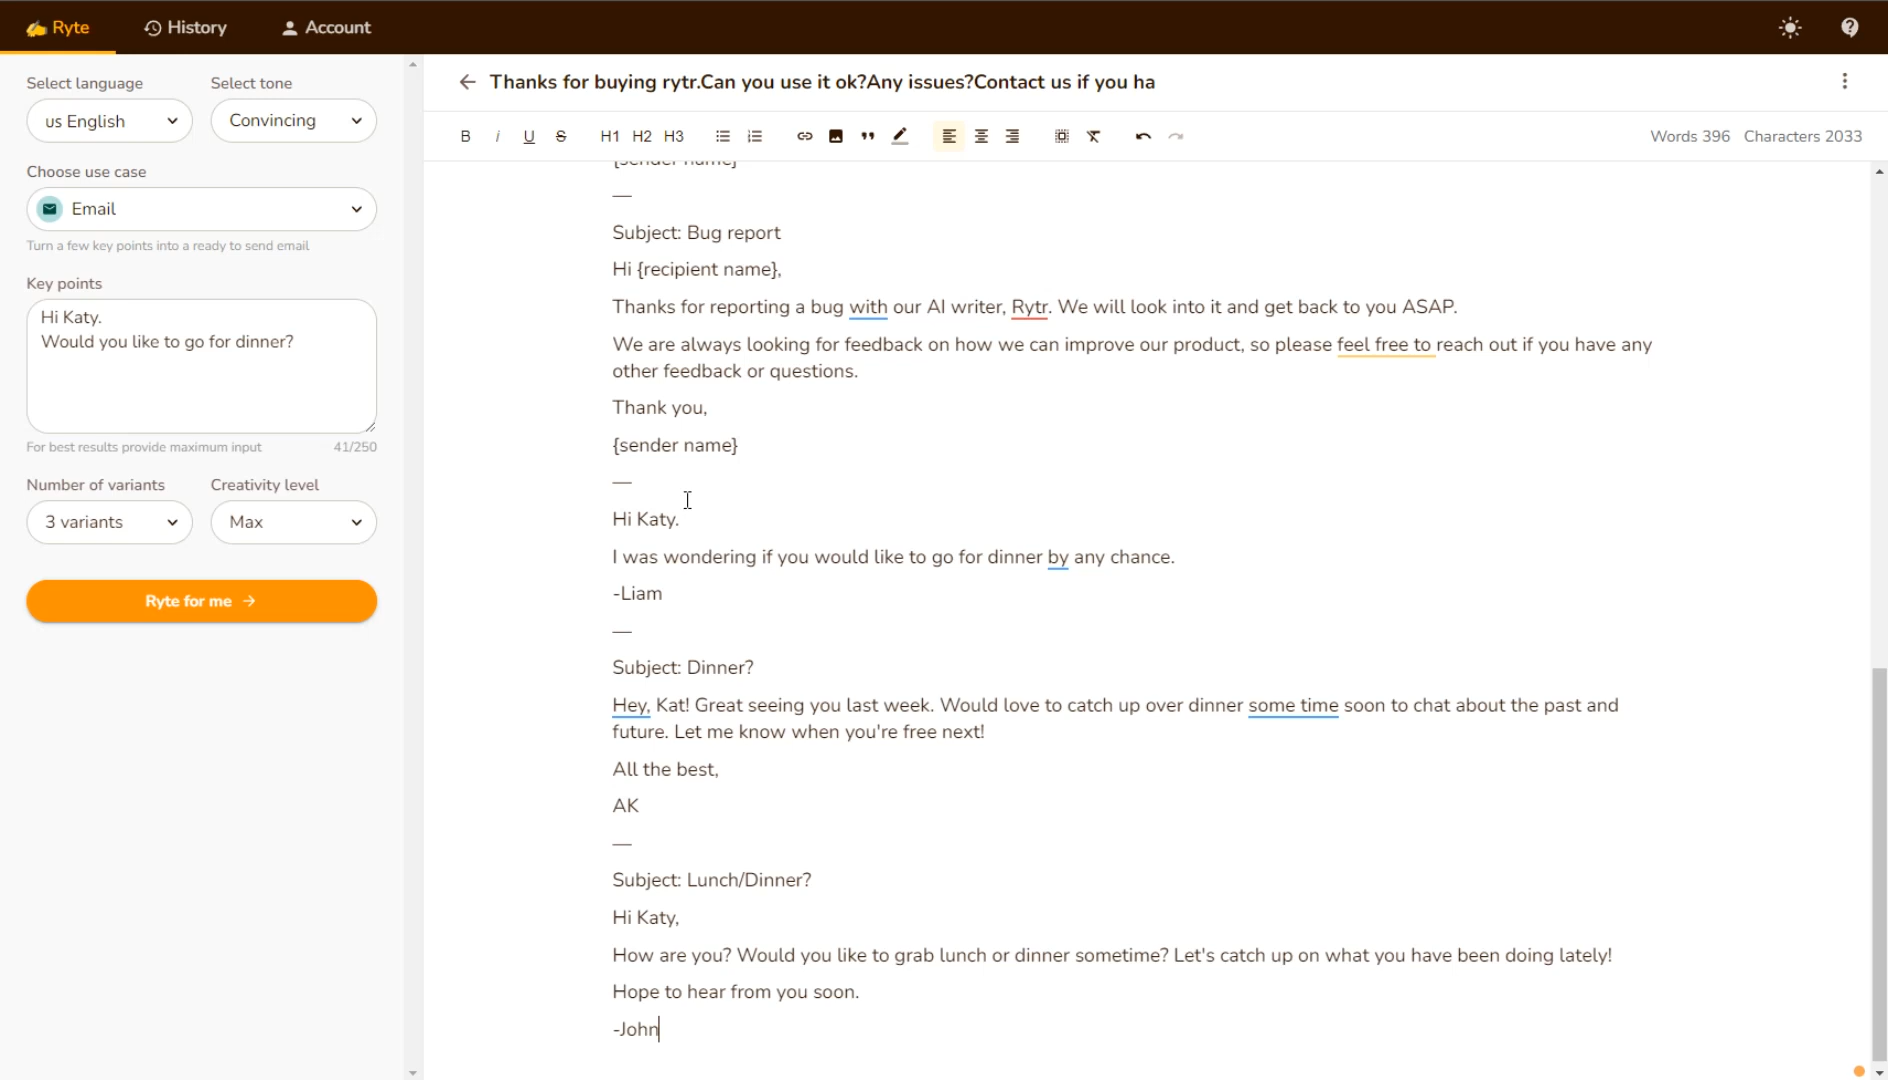 Ryte
History
Account
Select language
Select tone
us English
Convincing
Choose use case
Email
Turn a few key points into a ready to send email
Key points
Hi Katy.
Would you like to go for dinner?
For best results provide maximum input 41/250
Number of variants
Creativity level
3 variants
Max
Ryte for me →
← Thanks for buying rytr.Can you use it ok?Any issues?Contact us if you ha
B i U S H1 H2 H3
Words 396 Characters 2033
{sender name}
—
Subject: Bug report
Hi {recipient name},
Thanks for reporting a bug with our AI writer, Rytr. We will look into it and get back to you ASAP.
We are always looking for feedback on how we can improve our product, so please feel free to reach out if you have any
other feedback or questions.
Thank you,
{sender name}
—
Hi Katy.
I was wondering if you would like to go for dinner by any chance.
-Liam
—
Subject: Dinner?
Hey, Kat! Great seeing you last week. Would love to catch up over dinner some time soon to chat about the past and
future. Let me know when you're free next!
All the best,
AK
—
Subject: Lunch/Dinner?
Hi Katy,
How are you? Would you like to grab lunch or dinner sometime? Let's catch up on what you have been doing lately!
Hope to hear from you soon.
-John